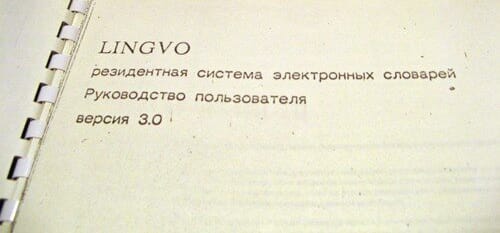 LINGVO
резидентная система электронных словарей
Руководство пользователя
версия 3.0